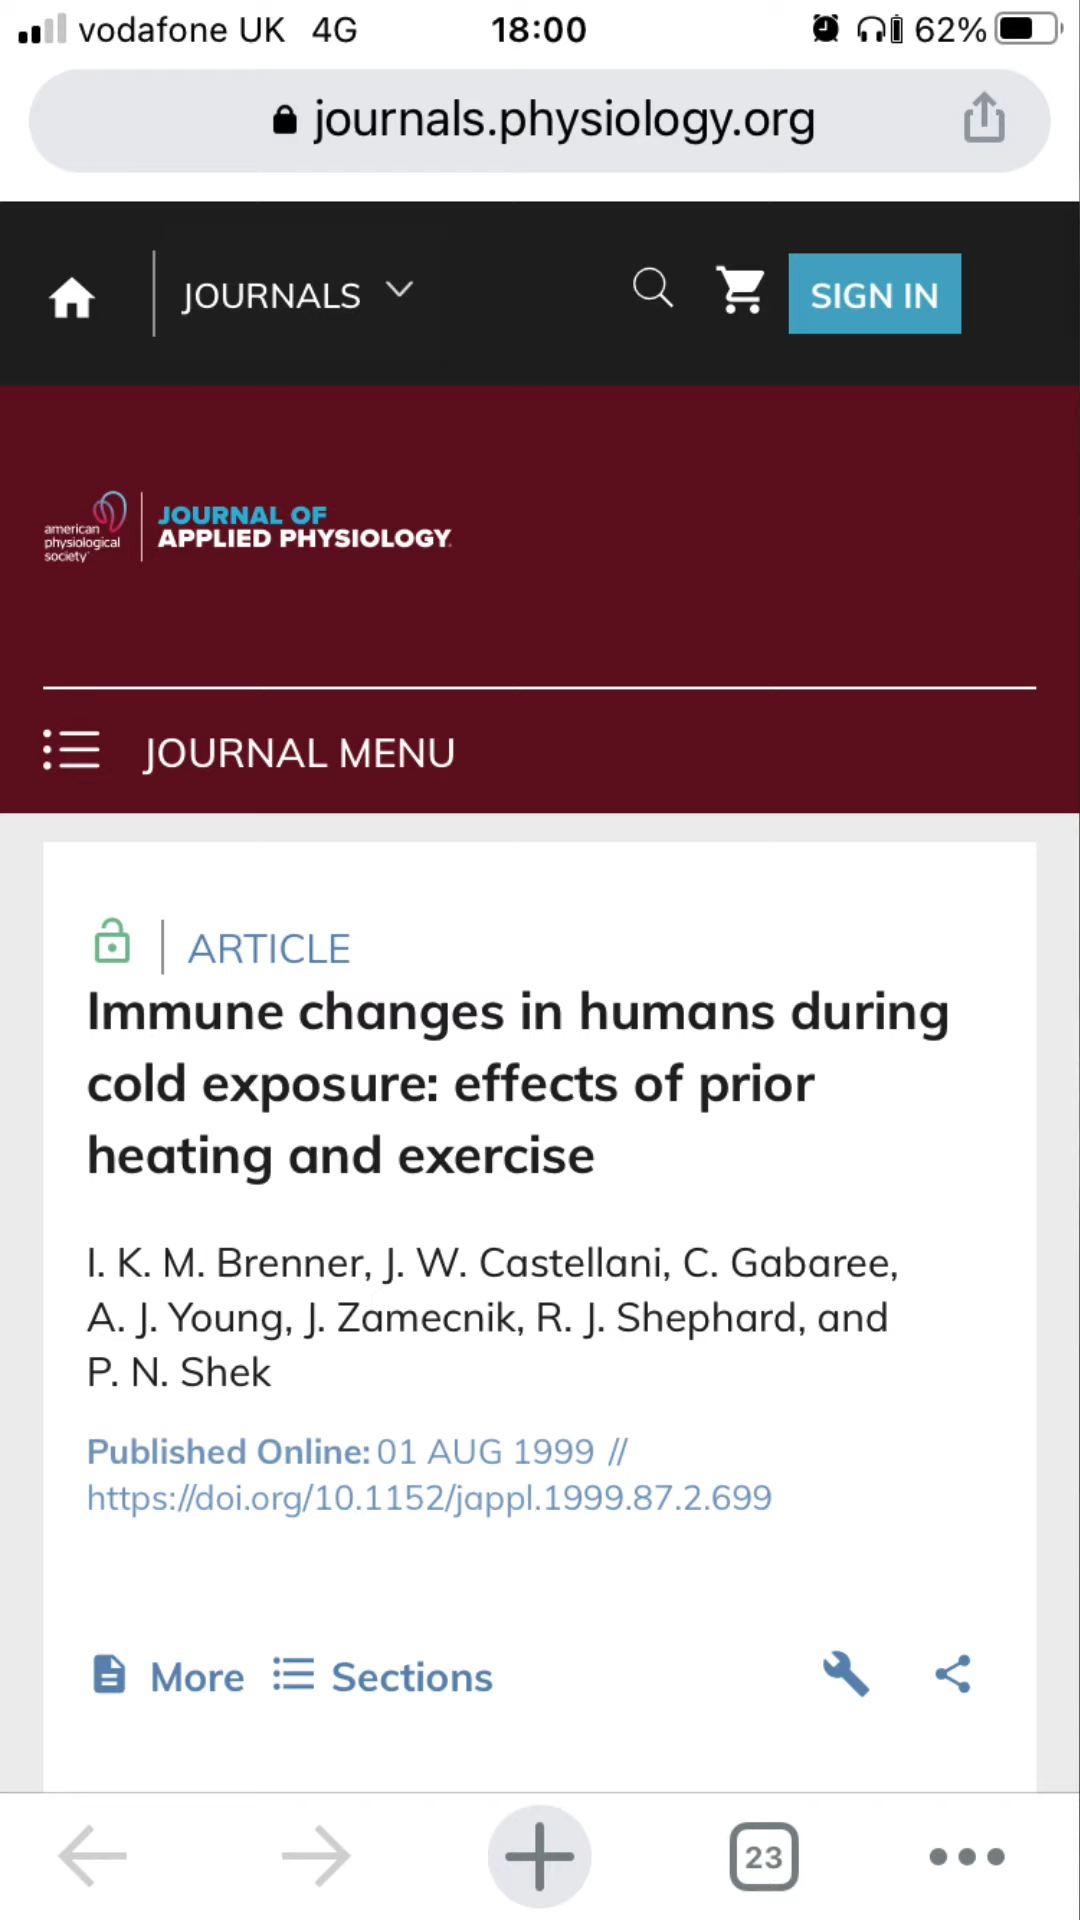 vodafone UK 4G 18:00 62%
journals.physiology.org
JOURNALS SIGN IN
american physiological society
JOURNAL OF
APPLIED PHYSIOLOGY.
JOURNAL MENU
ARTICLE
Immune changes in humans during
cold exposure: effects of prior
heating and exercise
I. K. M. Brenner, J. W. Castellani, C. Gabaree,
A. J. Young, J. Zamecnik, R. J. Shephard, and
P. N. Shek
Published Online: 01 AUG 1999 //
https://doi.org/10.1152/jappl.1999.87.2.699
More Sections
23